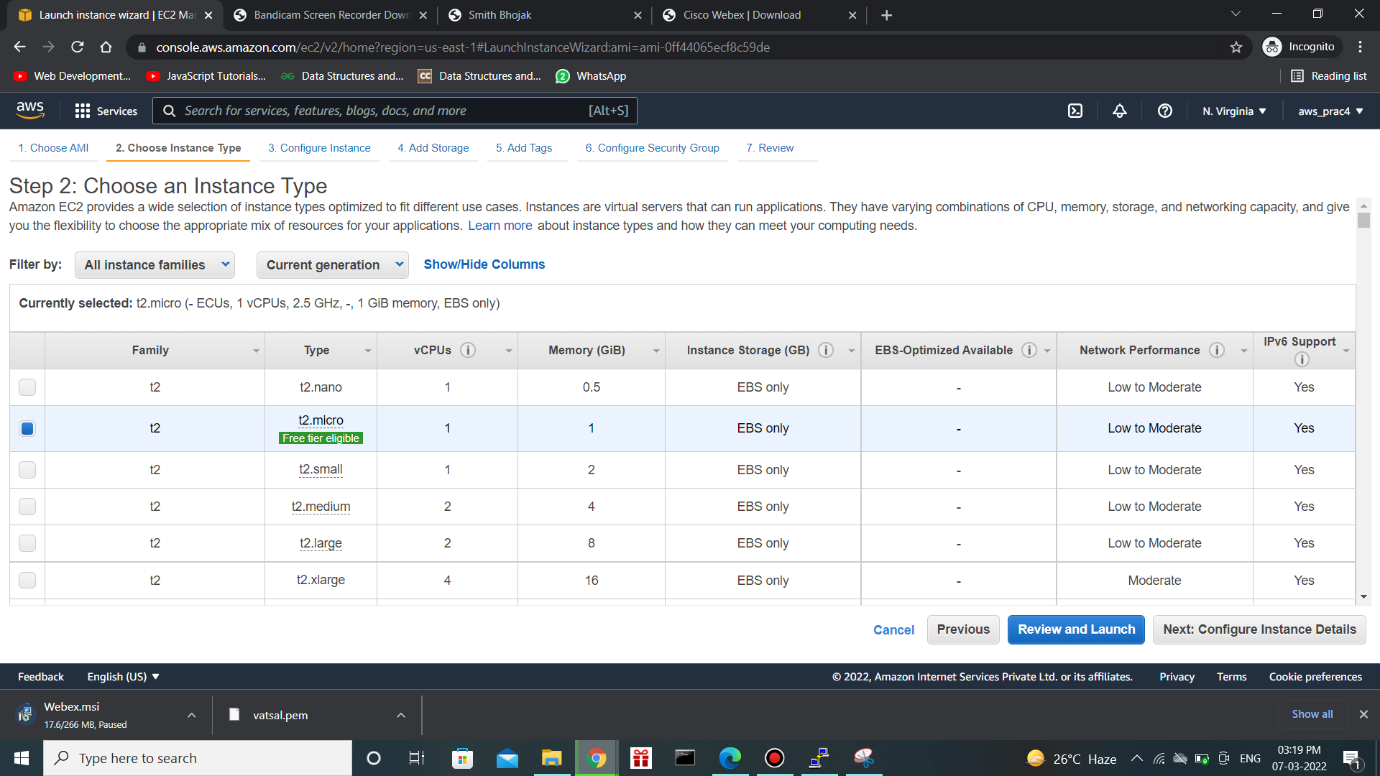 Launch instance wizard | EC2 Ma
Bandicam Screen Recorder Down
Smith Bhojak
Cisco Webex | Download
console.aws.amazon.com/ec2/v2/home?region=us-east-1#LaunchInstanceWizard:ami=ami-0ff44065ecf8c59de
Incognito
Web Development...
JavaScript Tutorials...
Data Structures and...
CC
Data Structures and...
2
WhatsApp
Reading list
aws
Services
Search for services, features, blogs, docs, and more
[Alt+S]
N. Virginia
aws_prac4
1. Choose AMI
2. Choose Instance Type
3. Configure Instance
4. Add Storage
5. Add Tags
6. Configure Security Group
7. Review
Step 2: Choose an Instance Type
Amazon EC2 provides a wide selection of instance types optimized to fit different use cases. Instances are virtual servers that can run applications. They have varying combinations of CPU, memory, storage, and networking capacity, and give
you the flexibility to choose the appropriate mix of resources for your applications. Learn more about instance types and how they can meet your computing needs.
Filter by: All instance families Current generation Show/Hide Columns
Currently selected: t2.micro (- ECUs, 1 vCPUs, 2.5 GHz, -, 1 GiB memory, EBS only)
Family Type vCPUs Memory (GiB) Instance Storage (GB) EBS-Optimized Available Network Performance IPv6 Support
t2 t2.nano 1 0.5 EBS only - Low to Moderate Yes
t2 t2.micro 1 1 EBS only - Low to Moderate Yes
Free tier eligible
t2 t2.small 1 2 EBS only - Low to Moderate Yes
t2 t2.medium 2 4 EBS only - Low to Moderate Yes
t2 t2.large 2 8 EBS only - Low to Moderate Yes
t2 t2.xlarge 4 16 EBS only - Moderate Yes
Cancel Previous Review and Launch Next: Configure Instance Details
Feedback English (US) © 2022, Amazon Internet Services Private Ltd. or its affiliates. Privacy Terms Cookie preferences
Webex.msi
17.6/266 MB, Paused
vatsal.pem
Show all
Type here to search
26°C Haze
ENG
03:19 PM
07-03-2022
1